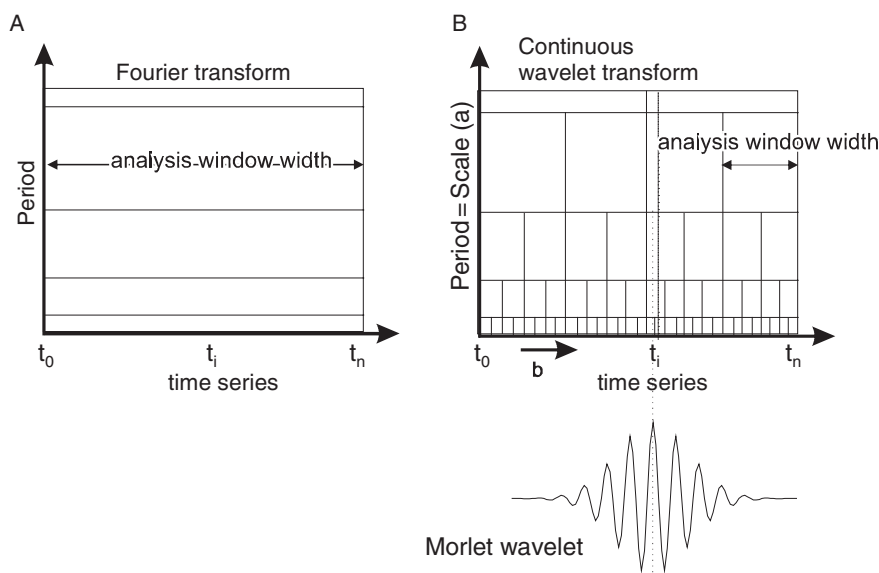 A
Fourier transform
Period
analysis window width
t0
ti
tn
time series
B
Continuous
wavelet transform
Period = Scale (a)
analysis window width
t0
b
ti
tn
time series
Morlet wavelet